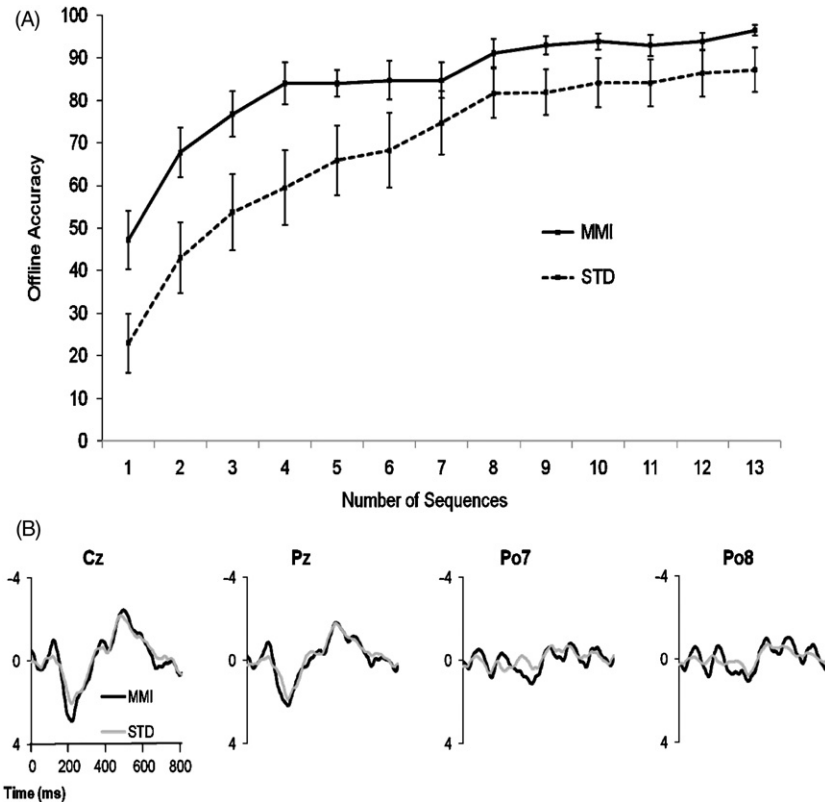 (A)
100
90
80
70
60
50
40
30
20
10
0
Offline Accuracy
MMI
STD
1 2 3 4 5 6 7 8 9 10 11 12 13
Number of Sequences
(B)
Cz
-4
0
4
MMI
STD
0 200 400 600 800
Time (ms)
Pz
-4
0
4
Po7
-4
0
4
Po8
-4
0
4